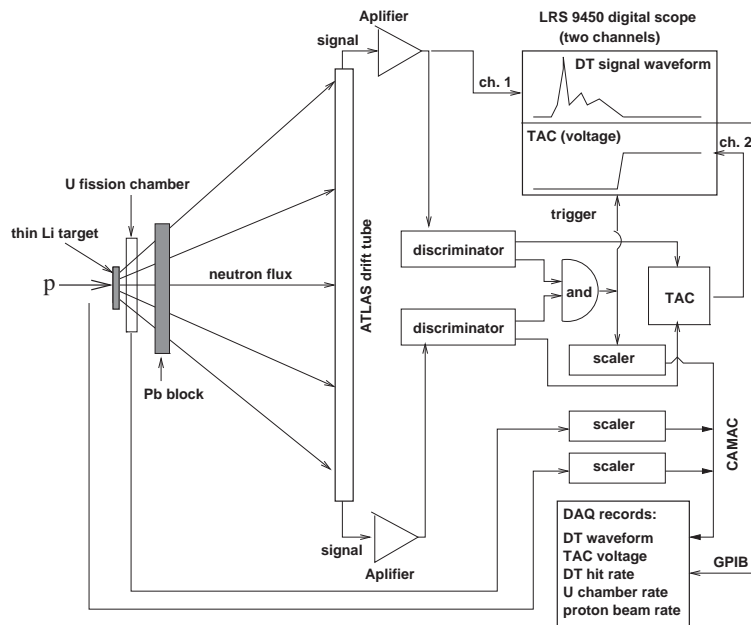 Aplifier
LRS 9450 digital scope
(two channels)
signal
ch. 1
DT signal waveform
TAC (voltage)
ch. 2
U fission chamber
trigger
thin Li target
discriminator
neutron flux
p
and
TAC
ATLAS drift tube
discriminator
scaler
Pb block
scaler
CAMAC
scaler
signal
Aplifier
DAQ records:
DT waveform
TAC voltage
DT hit rate
U chamber rate
proton beam rate
GPIB